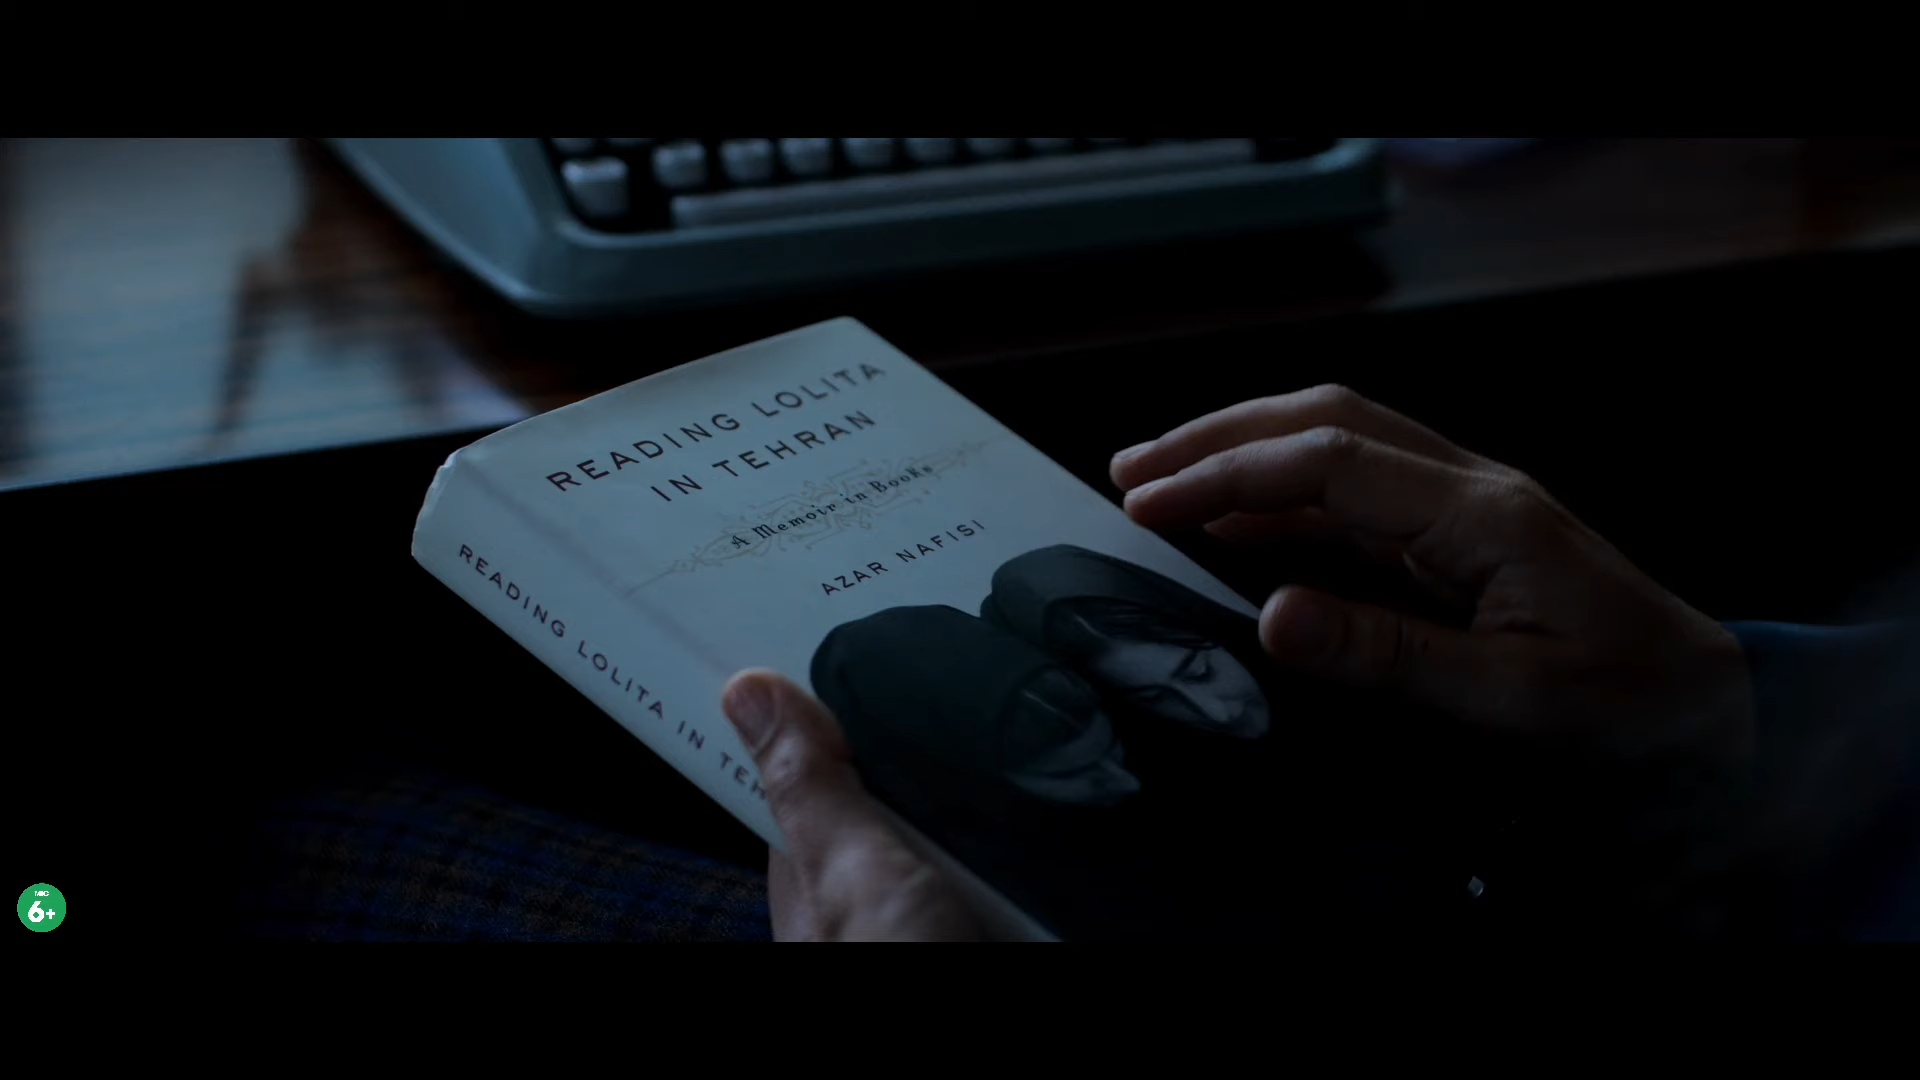 READING LOLITA
IN TEHRAN
A Memoir in Books
AZAR NAFISI
READING LOLITA IN TEH
6+